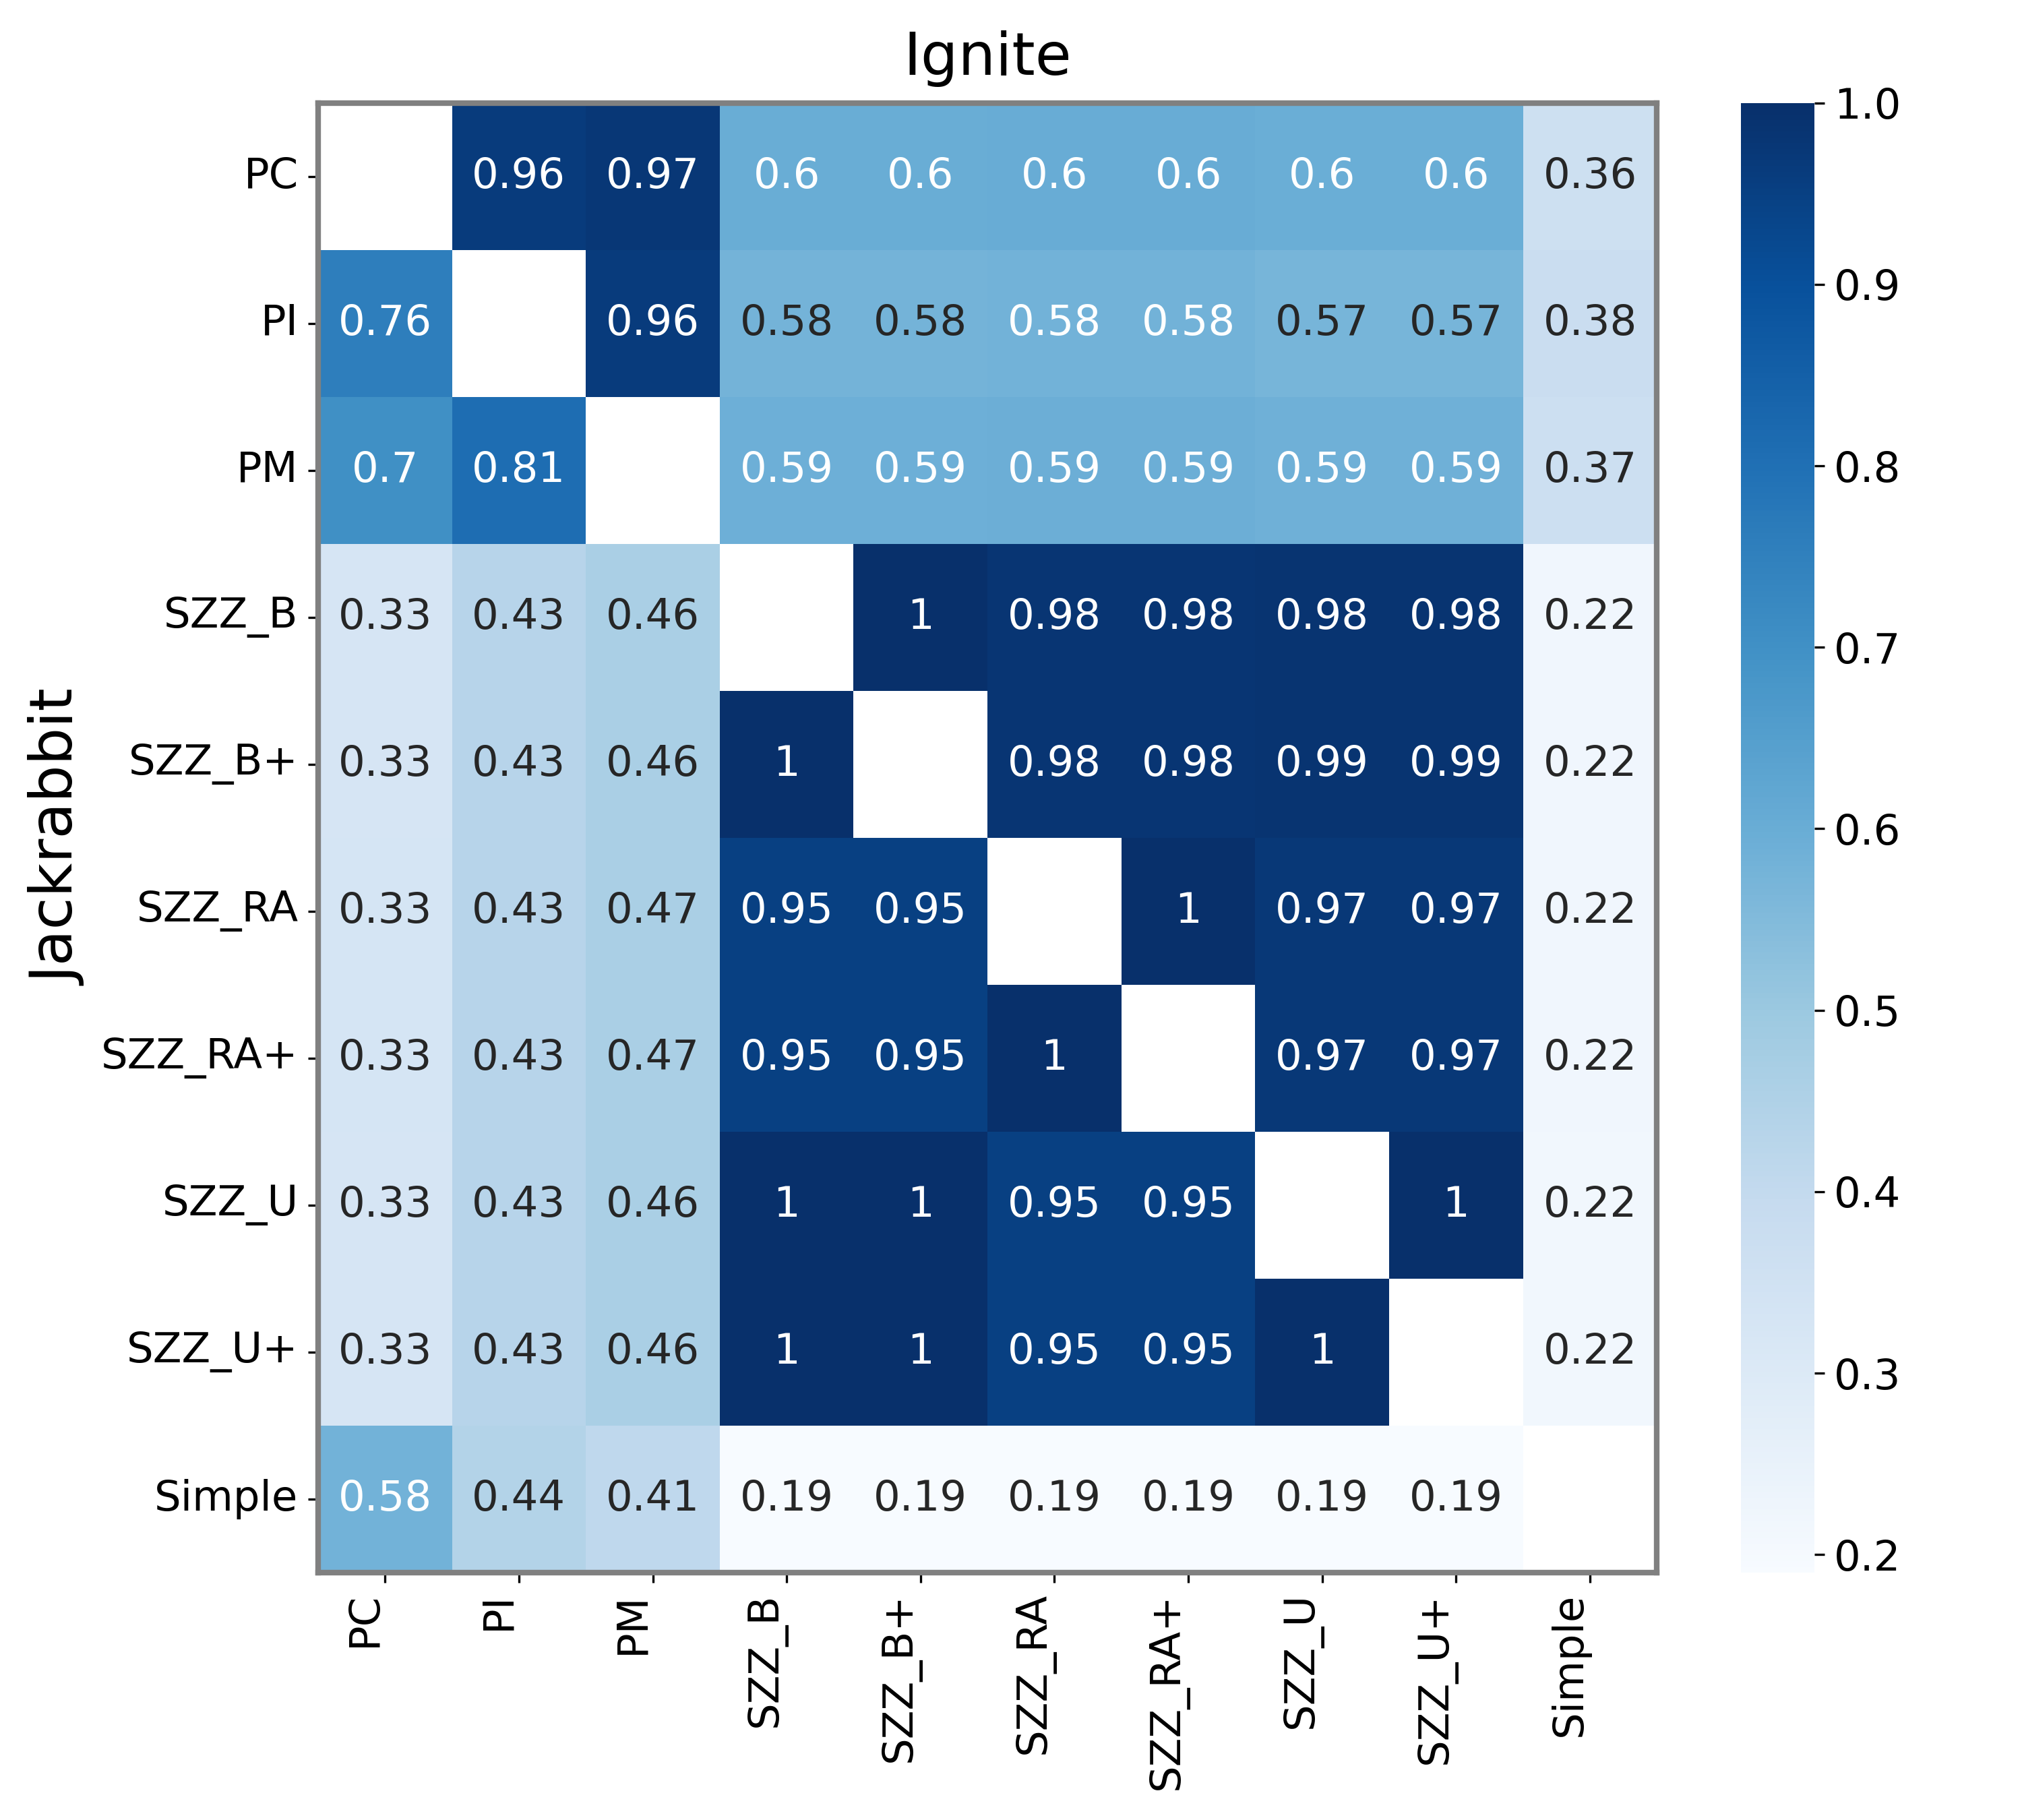 Ignite
PC 0.96 0.97 0.6 0.6 0.6 0.6 0.6 0.6 0.36
PI 0.76 0.96 0.58 0.58 0.58 0.58 0.57 0.57 0.38
PM 0.7 0.81 0.59 0.59 0.59 0.59 0.59 0.59 0.37
SZZ_B 0.33 0.43 0.46 1 0.98 0.98 0.98 0.98 0.22
SZZ_B+ 0.33 0.43 0.46 1 0.98 0.98 0.99 0.99 0.22
SZZ_RA 0.33 0.43 0.47 0.95 0.95 1 0.97 0.97 0.22
SZZ_RA+ 0.33 0.43 0.47 0.95 0.95 1 0.97 0.97 0.22
SZZ_U 0.33 0.43 0.46 1 1 0.95 0.95 1 0.22
SZZ_U+ 0.33 0.43 0.46 1 1 0.95 0.95 1 0.22
Simple 0.58 0.44 0.41 0.19 0.19 0.19 0.19 0.19 0.19
PC PI PM SZZ_B SZZ_B+ SZZ_RA SZZ_RA+ SZZ_U SZZ_U+ Simple
Jackrabbit
1.0
0.9
0.8
0.7
0.6
0.5
0.4
0.3
0.2